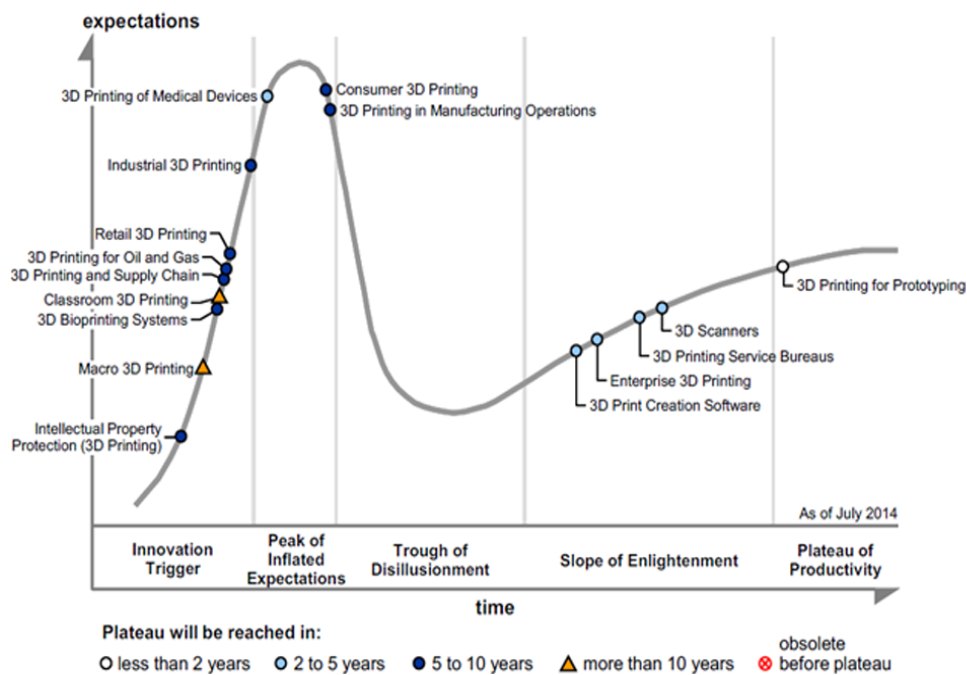 expectations
3D Printing of Medical Devices
Consumer 3D Printing
3D Printing in Manufacturing Operations
Industrial 3D Printing
Retail 3D Printing
3D Printing for Oil and Gas
3D Printing and Supply Chain
Classroom 3D Printing
3D Bioprinting Systems
Macro 3D Printing
Intellectual Property
Protection (3D Printing)
3D Printing for Prototyping
3D Scanners
3D Printing Service Bureaus
Enterprise 3D Printing
3D Print Creation Software
As of July 2014
Innovation
Trigger
Peak of
Inflated
Expectations
Trough of
Disillusionment
Slope of Enlightenment
Plateau of
Productivity
time
Plateau will be reached in:
less than 2 years
2 to 5 years
5 to 10 years
more than 10 years
obsolete
before plateau